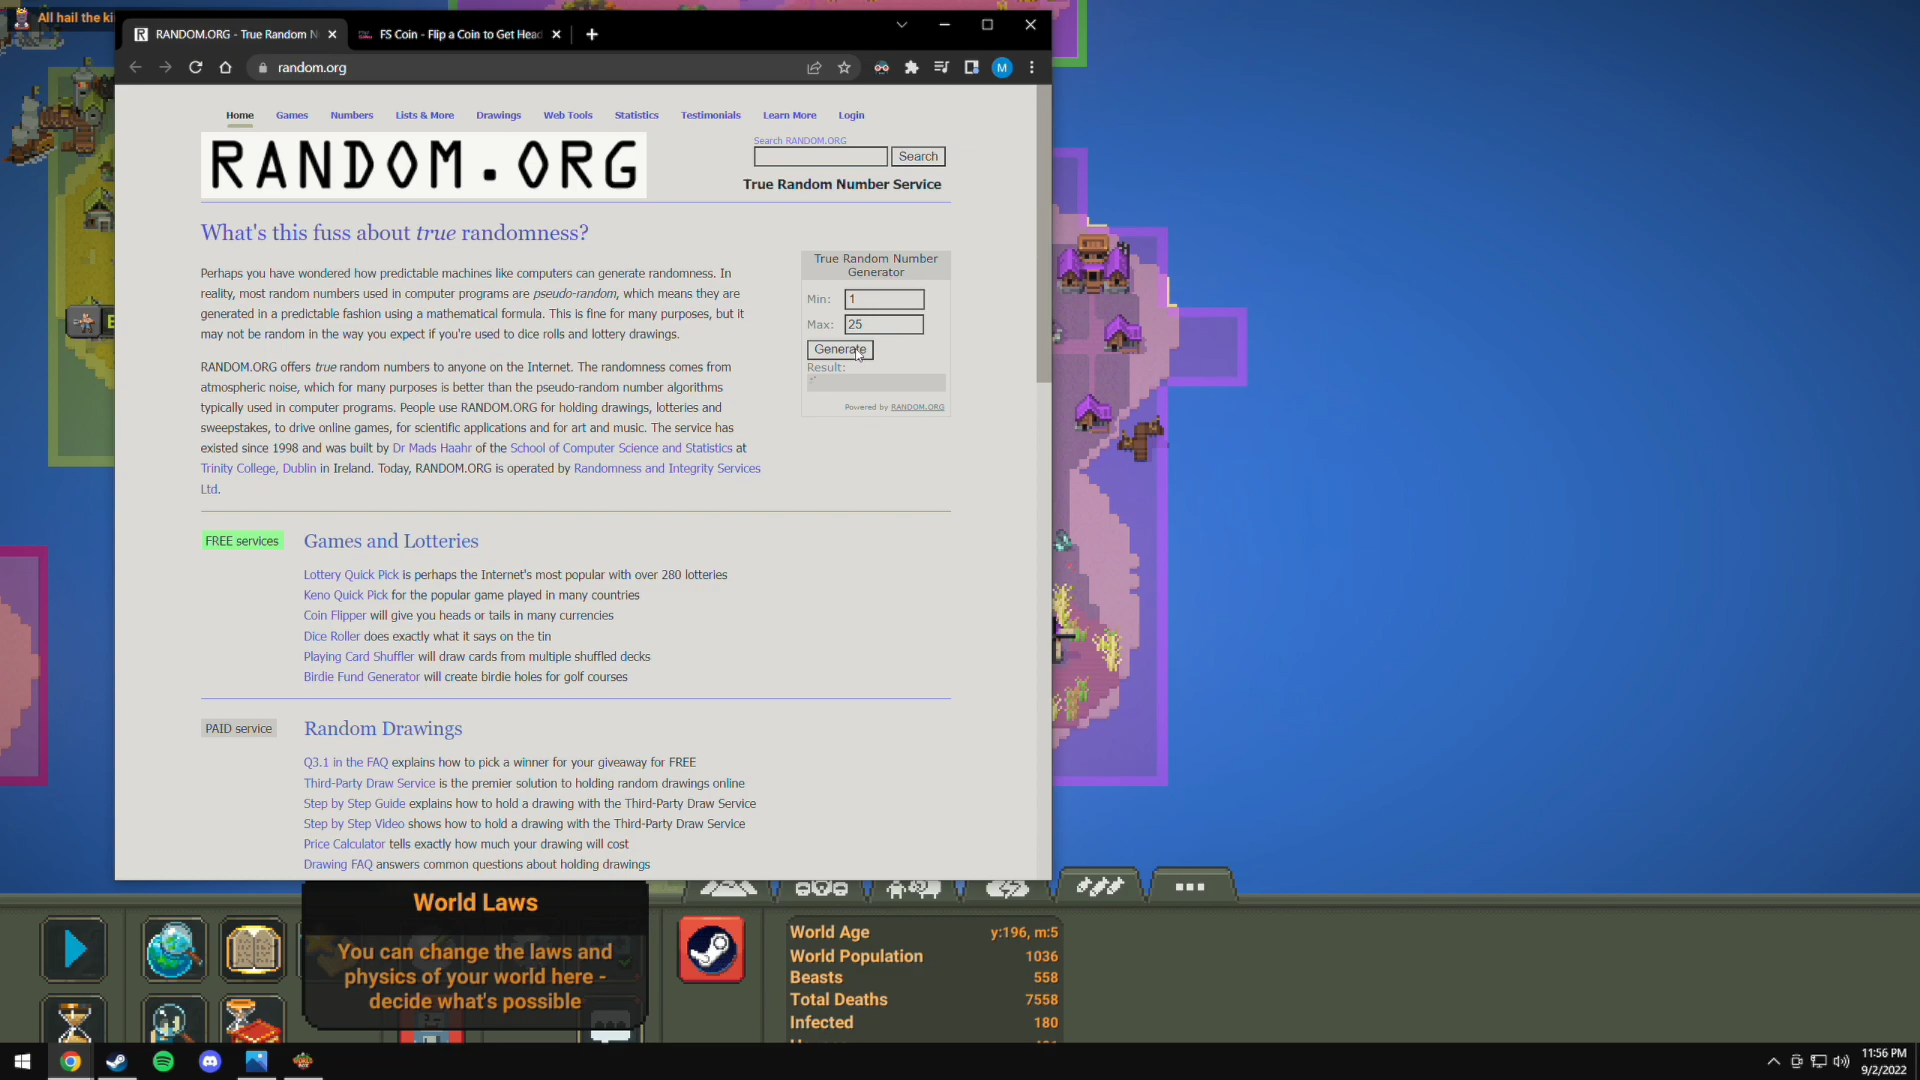 All hail the ki
RANDOM.ORG - True Random N
FS Coin - Flip a Coin to Get Head
random.org
M
Home Games Numbers Lists & More Drawings Web Tools Statistics Testimonials Learn More Login
RANDOM.ORG
Search RANDOM.ORG
Search
True Random Number Service
What's this fuss about true randomness?
Perhaps you have wondered how predictable machines like computers can generate randomness. In
reality, most random numbers used in computer programs are pseudo-random, which means they are
generated in a predictable fashion using a mathematical formula. This is fine for many purposes, but it
may not be random in the way you expect if you're used to dice rolls and lottery drawings.
RANDOM.ORG offers true random numbers to anyone on the Internet. The randomness comes from
atmospheric noise, which for many purposes is better than the pseudo-random number algorithms
typically used in computer programs. People use RANDOM.ORG for holding drawings, lotteries and
sweepstakes, to drive online games, for scientific applications and for art and music. The service has
existed since 1998 and was built by Dr Mads Haahr of the School of Computer Science and Statistics at
Trinity College, Dublin in Ireland. Today, RANDOM.ORG is operated by Randomness and Integrity Services
Ltd.
True Random Number
Generator
Min: 1
Max: 25
Generate
Result:
Powered by RANDOM.ORG
FREE services
Games and Lotteries
Lottery Quick Pick is perhaps the Internet's most popular with over 280 lotteries
Keno Quick Pick for the popular game played in many countries
Coin Flipper will give you heads or tails in many currencies
Dice Roller does exactly what it says on the tin
Playing Card Shuffler will draw cards from multiple shuffled decks
Birdie Fund Generator will create birdie holes for golf courses
PAID service
Random Drawings
Q3.1 in the FAQ explains how to pick a winner for your giveaway for FREE
Third-Party Draw Service is the premier solution to holding random drawings online
Step by Step Guide explains how to hold a drawing with the Third-Party Draw Service
Step by Step Video shows how to hold a drawing with the Third-Party Draw Service
Price Calculator tells exactly how much your drawing will cost
Drawing FAQ answers common questions about holding drawings
World Laws
You can change the laws and
physics of your world here -
decide what's possible
World Age y:196, m:5
World Population 1036
Beasts 558
Total Deaths 7558
Infected 180
11:56 PM
9/2/2022